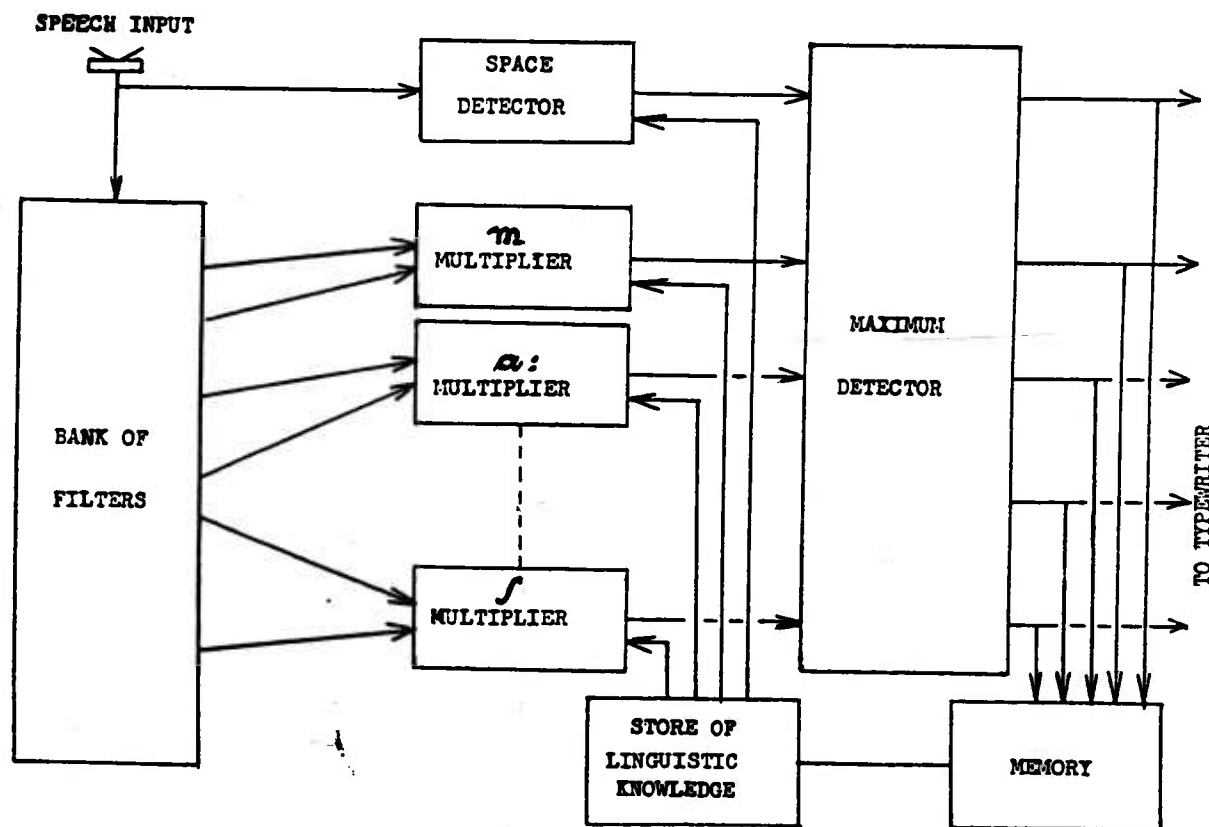 SPEECH INPUT
SPACE
DETECTOR
m
MULTIPLIER
a:
MULTIPLIER
ʃ
MULTIPLIER
BANK OF
FILTERS
MAXIMUM
DETECTOR
TO TYPEWRITER
STORE OF
LINGUISTIC
KNOWLEDGE
MEMORY